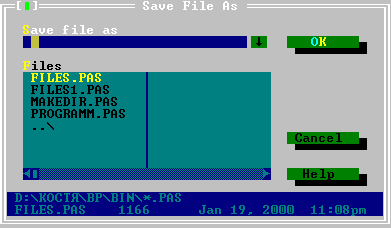 Save File As
Save file as
OK
Files
FILES.PAS
FILES1.PAS
MAKEDIR.PAS
PROGRAMM.PAS
..\
Cancel
Help
D:\КОСТЯ\BP\BIN\*.PAS
FILES.PAS 1166 Jan 19, 2000 11:08pm